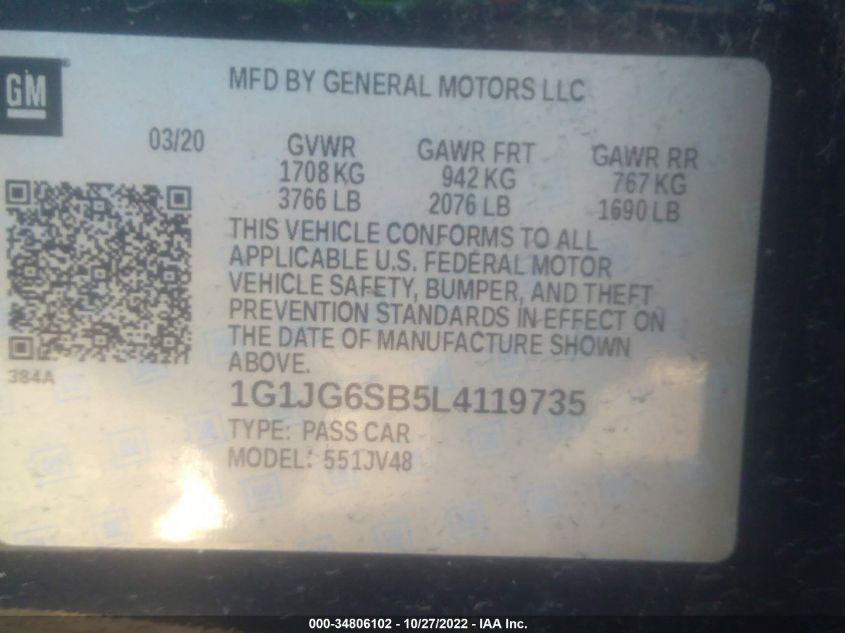 GM
MFD BY GENERAL MOTORS LLC
03/20 GVWR GAWR FRT GAWR RR
1708 KG 942 KG 767 KG
3766 LB 2076 LB 1690 LB
THIS VEHICLE CONFORMS TO ALL
APPLICABLE U.S. FEDERAL MOTOR
VEHICLE SAFETY, BUMPER, AND THEFT
PREVENTION STANDARDS IN EFFECT ON
THE DATE OF MANUFACTURE SHOWN
ABOVE.
384A
1G1JG6SB5L4119735
TYPE: PASS CAR
MODEL: 551JV48
000-34806102 - 10/27/2022 - IAA Inc.